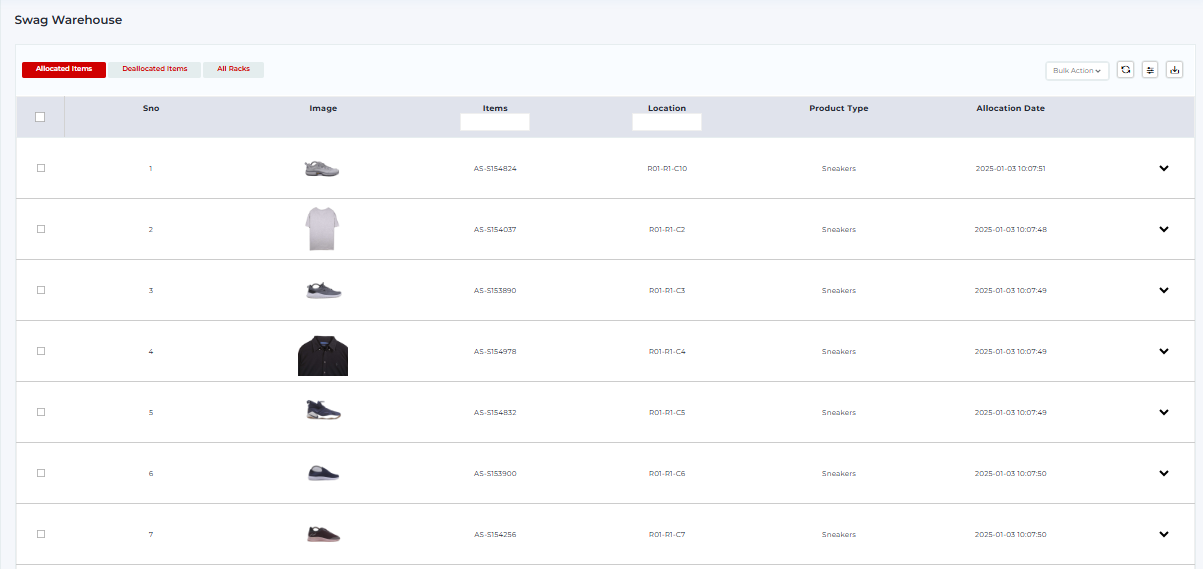 Swag Warehouse
Allocated Items Deallocated Items All Racks Bulk Action
Sno Image Items Location Product Type Allocation Date
1 AS-S154824 R01-R1-C10 Sneakers 2025-01-03 10:07:51
2 AS-S154037 R01-R1-C2 Sneakers 2025-01-03 10:07:48
3 AS-S153890 R01-R1-C3 Sneakers 2025-01-03 10:07:49
4 AS-S154978 R01-R1-C4 Sneakers 2025-01-03 10:07:49
5 AS-S154832 R01-R1-C5 Sneakers 2025-01-03 10:07:49
6 AS-S153900 R01-R1-C6 Sneakers 2025-01-03 10:07:50
7 AS-S154256 R01-R1-C7 Sneakers 2025-01-03 10:07:50